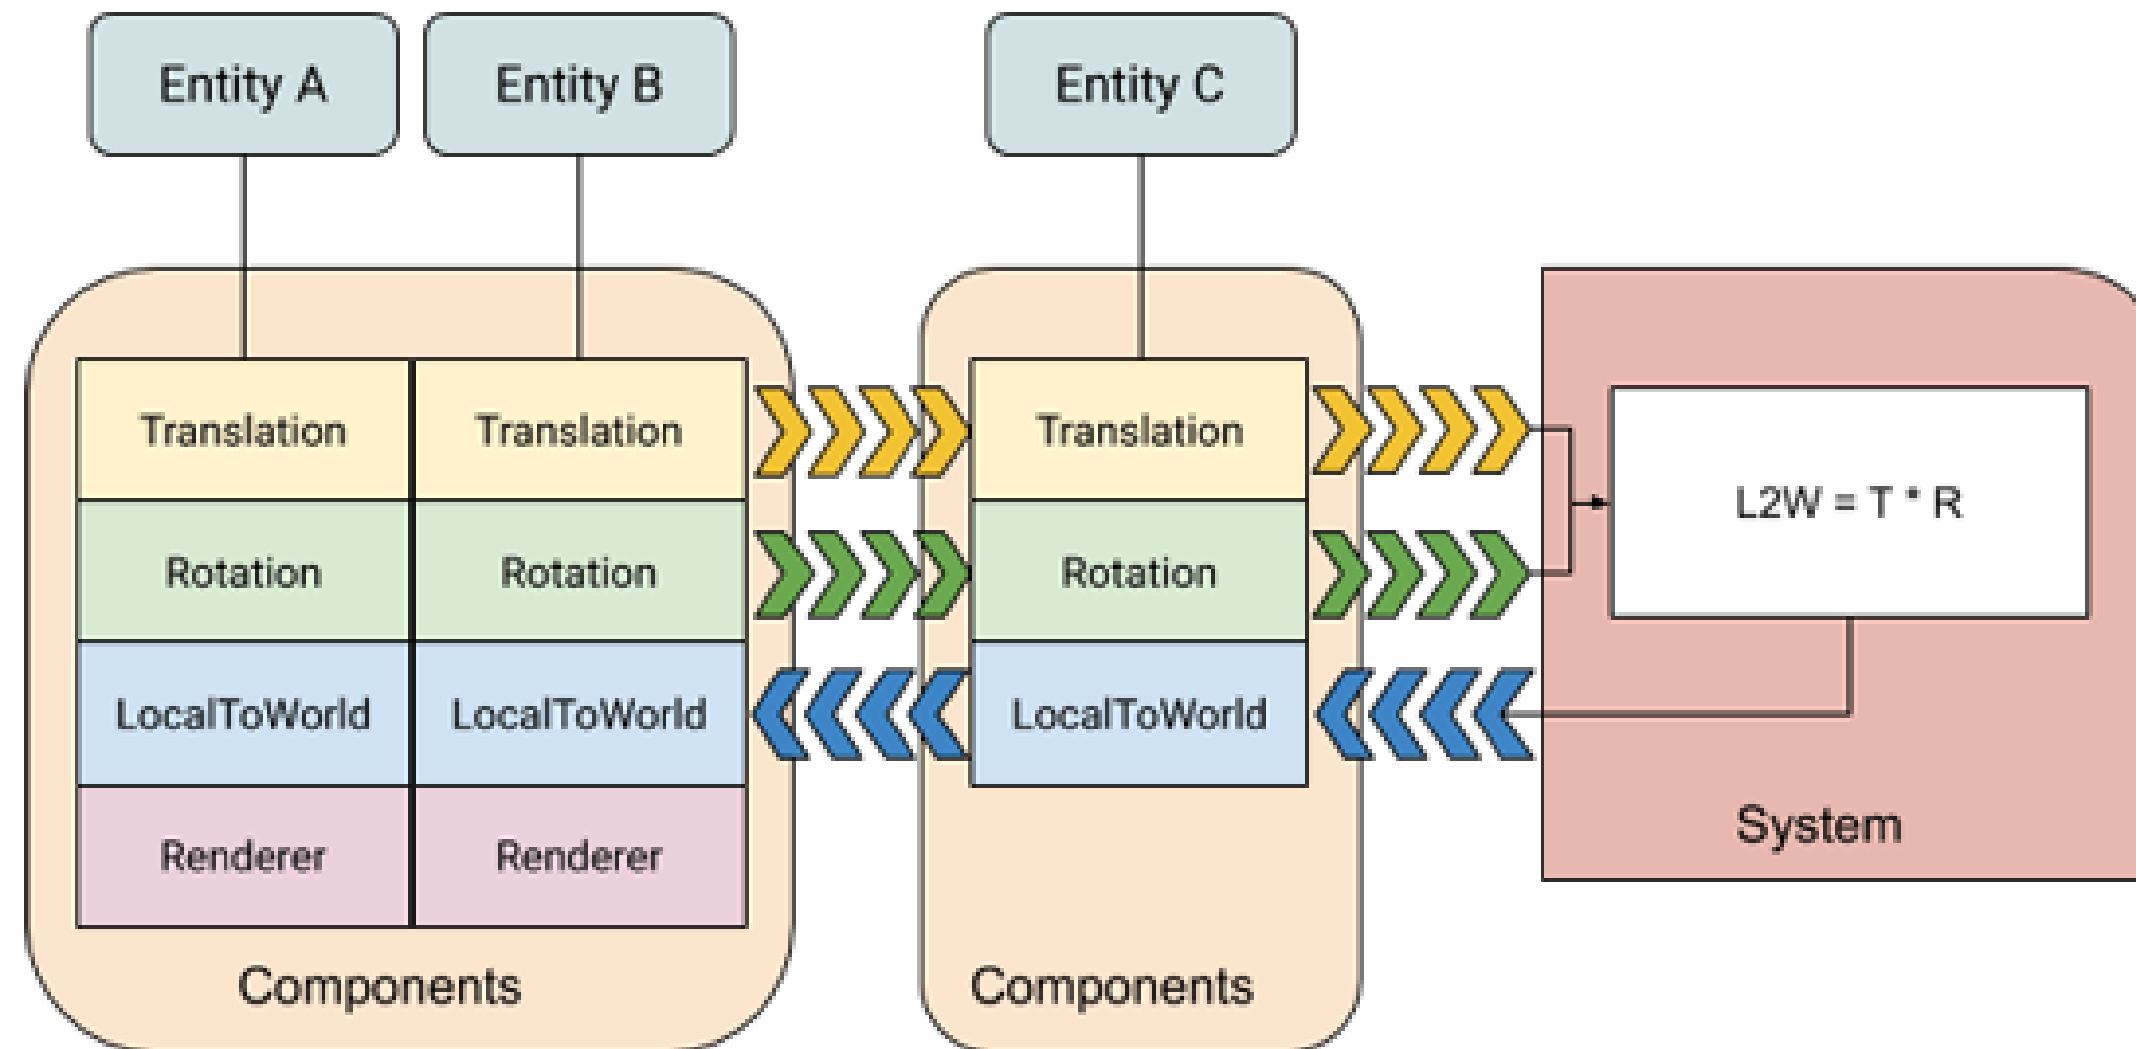 Entity A
Entity B
Entity C
Translation
Translation
Translation
Rotation
Rotation
Rotation
L2W = T * R
LocalToWorld
LocalToWorld
LocalToWorld
Renderer
Renderer
System
Components
Components